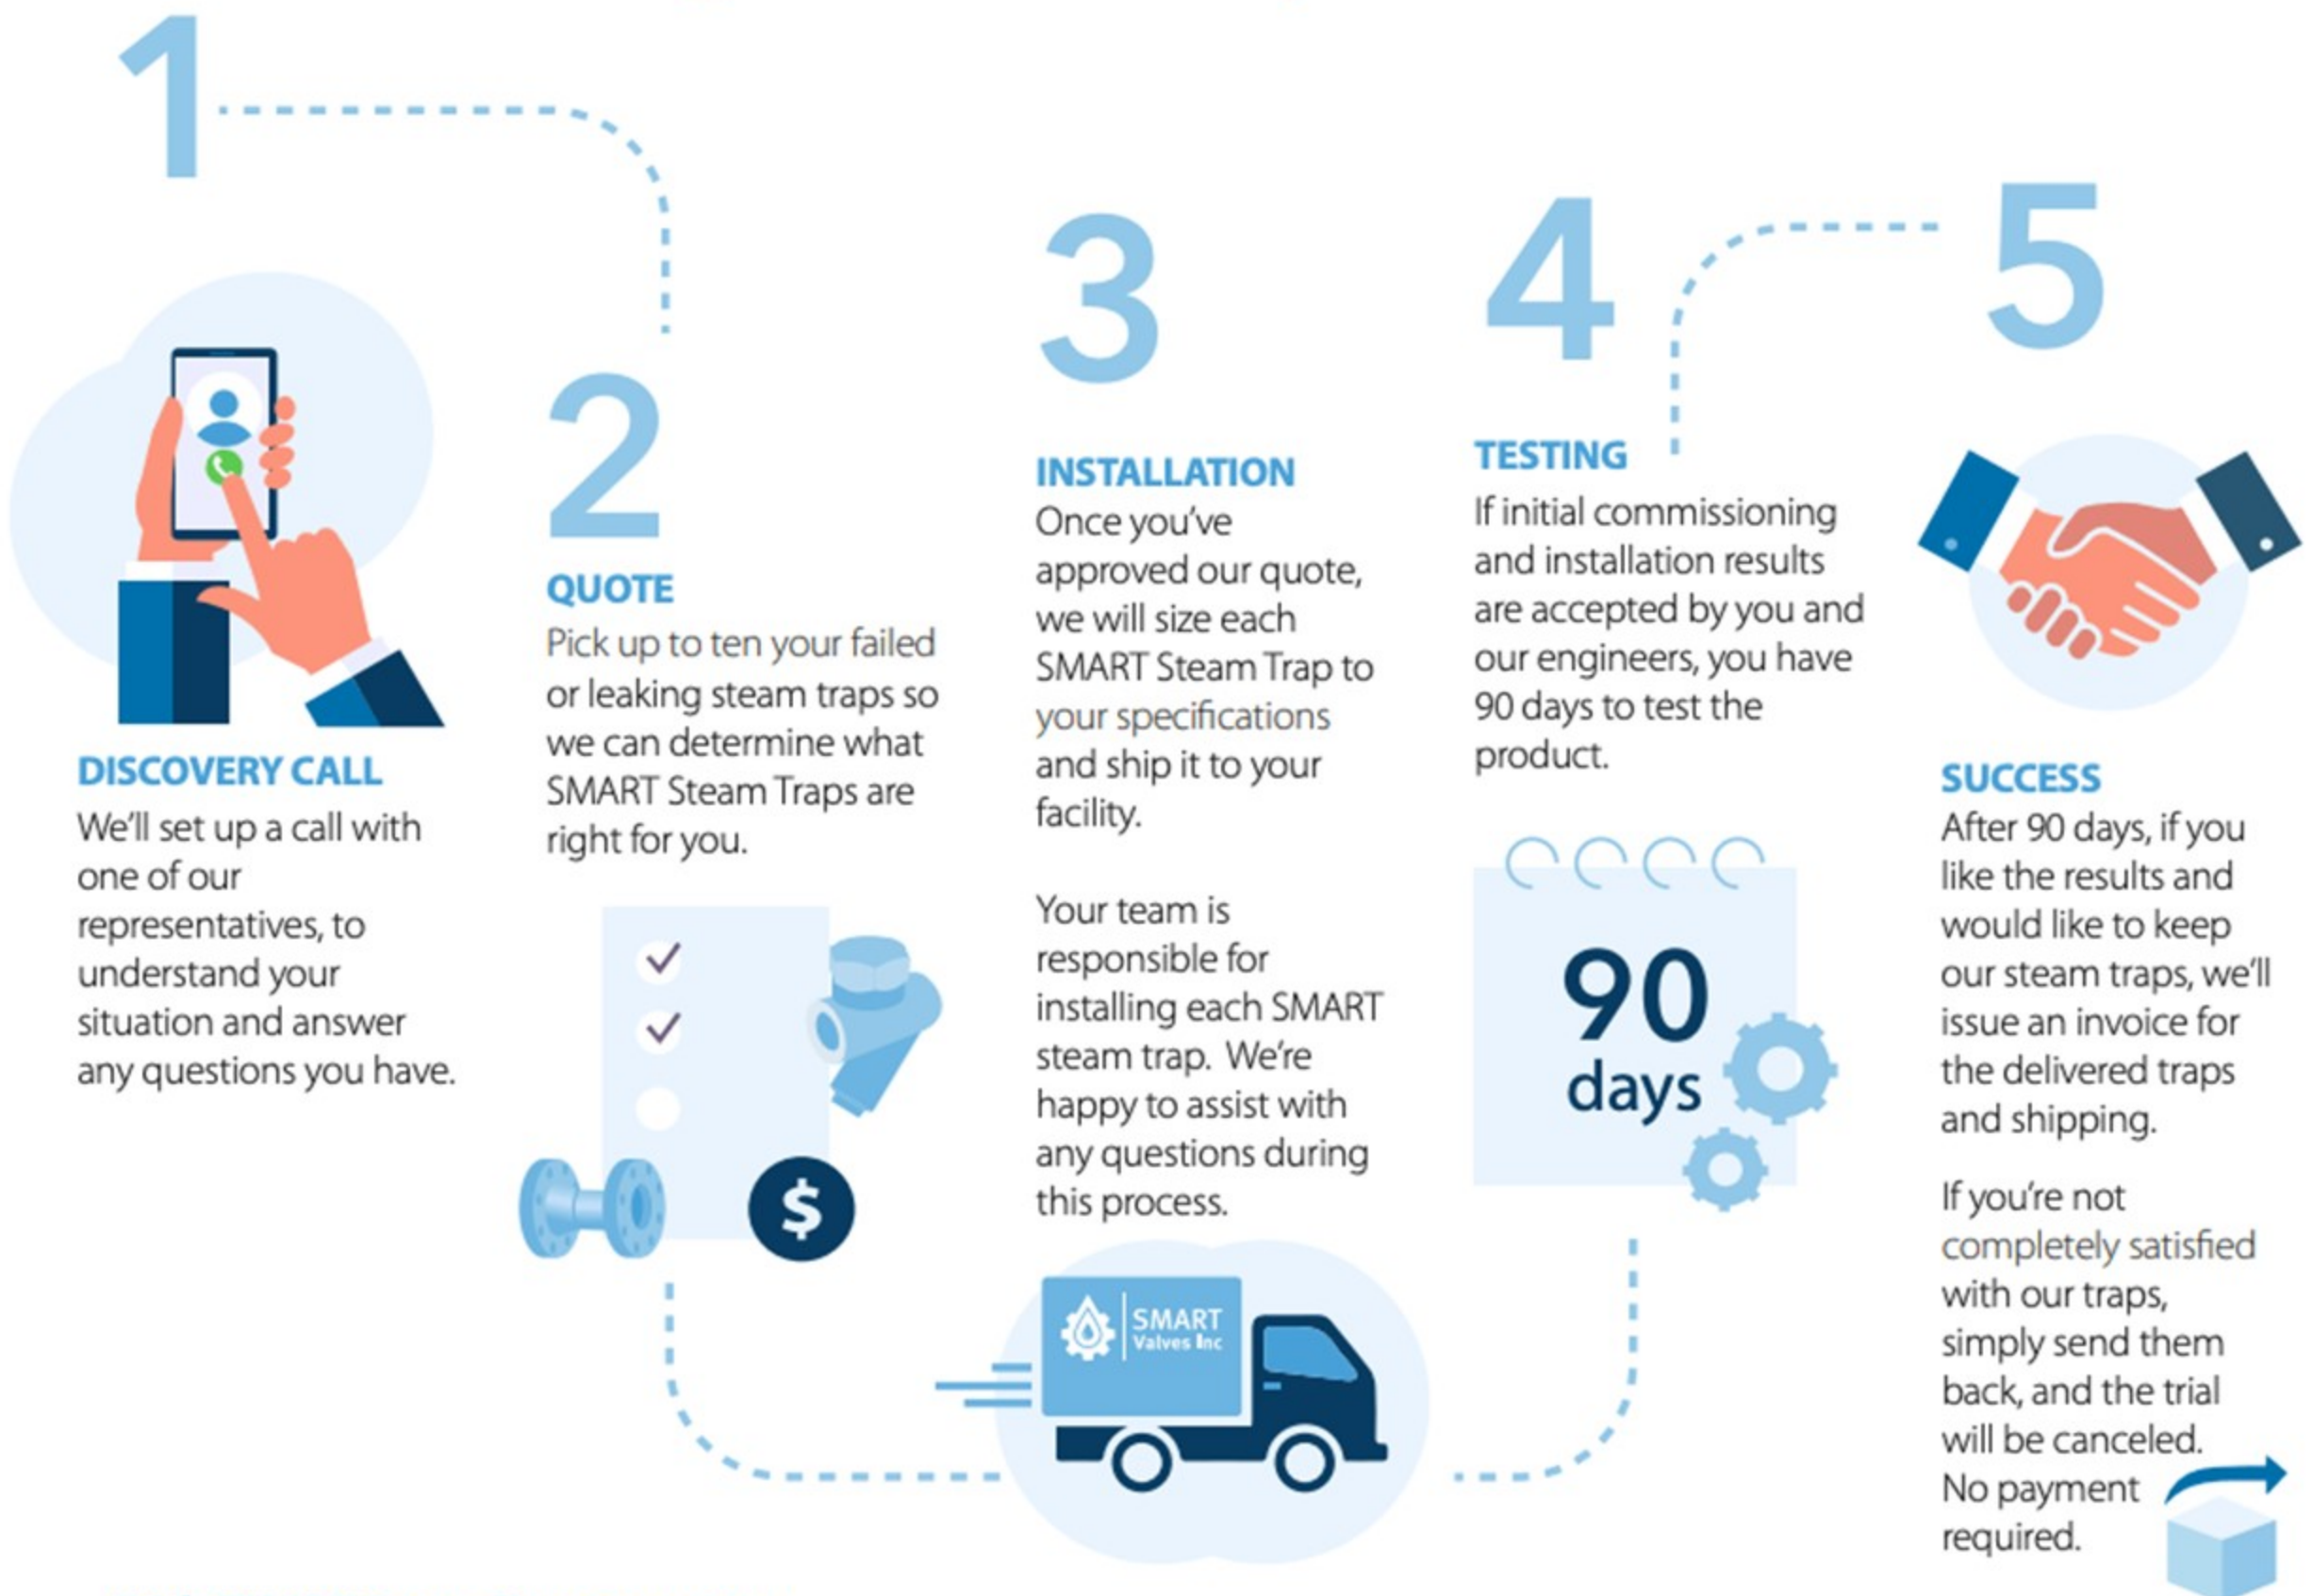 1
DISCOVERY CALL
We'll set up a call with
one of our
representatives, to
understand your
situation and answer
any questions you have.
2
QUOTE
Pick up to ten your failed
or leaking steam traps so
we can determine what
SMART Steam Traps are
right for you.
$
3
INSTALLATION
Once you've
approved our quote,
we will size each
SMART Steam Trap to
your specifications
and ship it to your
facility.
Your team is
responsible for
installing each SMART
steam trap. We're
happy to assist with
any questions during
this process.
SMART
Valves Inc
4
TESTING
If initial commissioning
and installation results
are accepted by you and
our engineers, you have
90 days to test the
product.
90
days
5
SUCCESS
After 90 days, if you
like the results and
would like to keep
our steam traps, we'll
issue an invoice for
the delivered traps
and shipping.
If you're not
completely satisfied
with our traps,
simply send them
back, and the trial
will be canceled.
No payment
required.